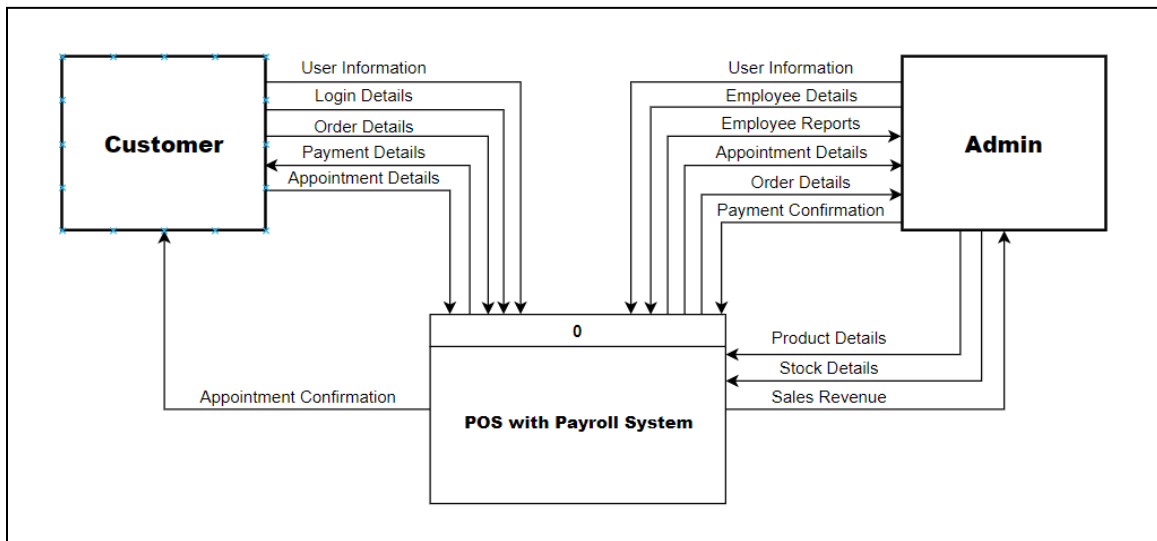 Customer
User Information
Login Details
Order Details
Payment Details
Appointment Details
User Information
Employee Details
Employee Reports
Appointment Details
Order Details
Payment Confirmation
Admin
0
POS with Payroll System
Appointment Confirmation
Product Details
Stock Details
Sales Revenue